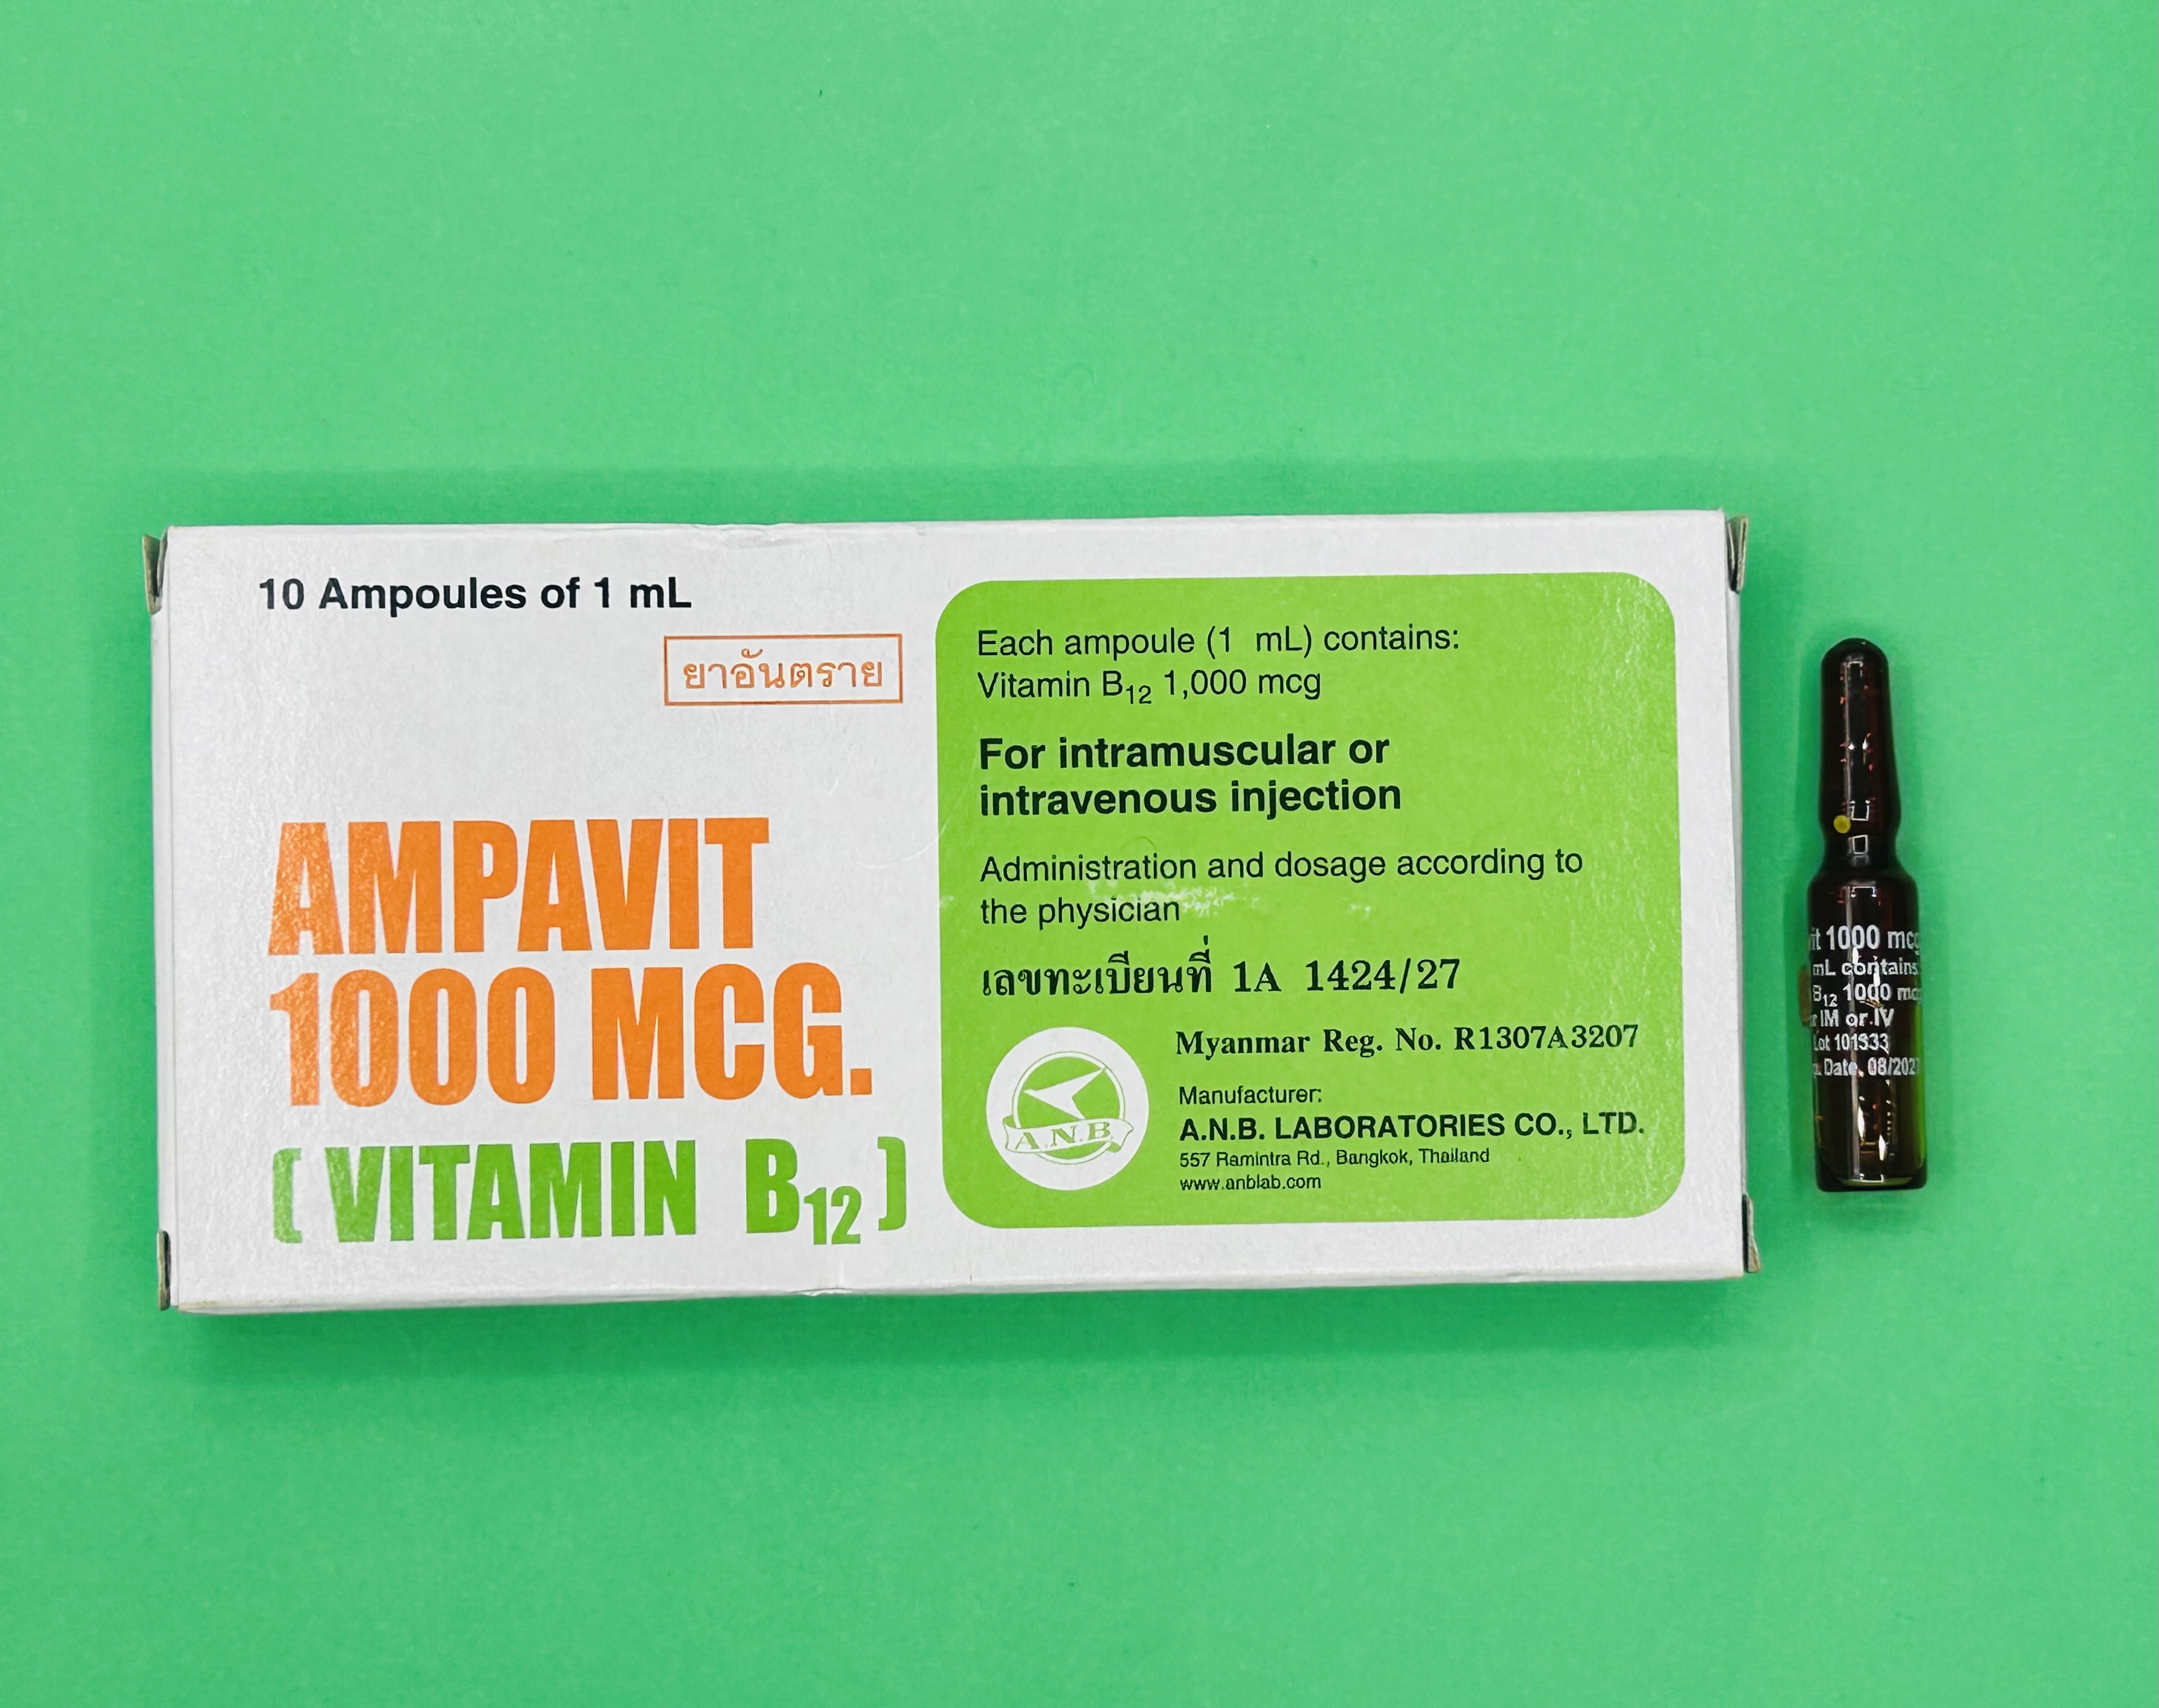 10 Ampoules of 1 mL
ยาอันตราย
AMPAVIT
1000 MCG.
(VITAMIN B12)
Each ampoule (1 mL) contains:
Vitamin B12 1,000 mcg
For intramuscular or
intravenous injection
Administration and dosage according to
the physician
เลขทะเบียนที่ 1A 1424/27
Myanmar Reg. No. R1307A3207
A.N.B.
Manufacturer:
A.N.B. LABORATORIES CO., LTD.
557 Ramintra Rd., Bangkok, Thailand
www.anblab.com
1000 mcg
mL contains
B12 1000 mcg
IM or IV
Lot 101333
Date. 08/202